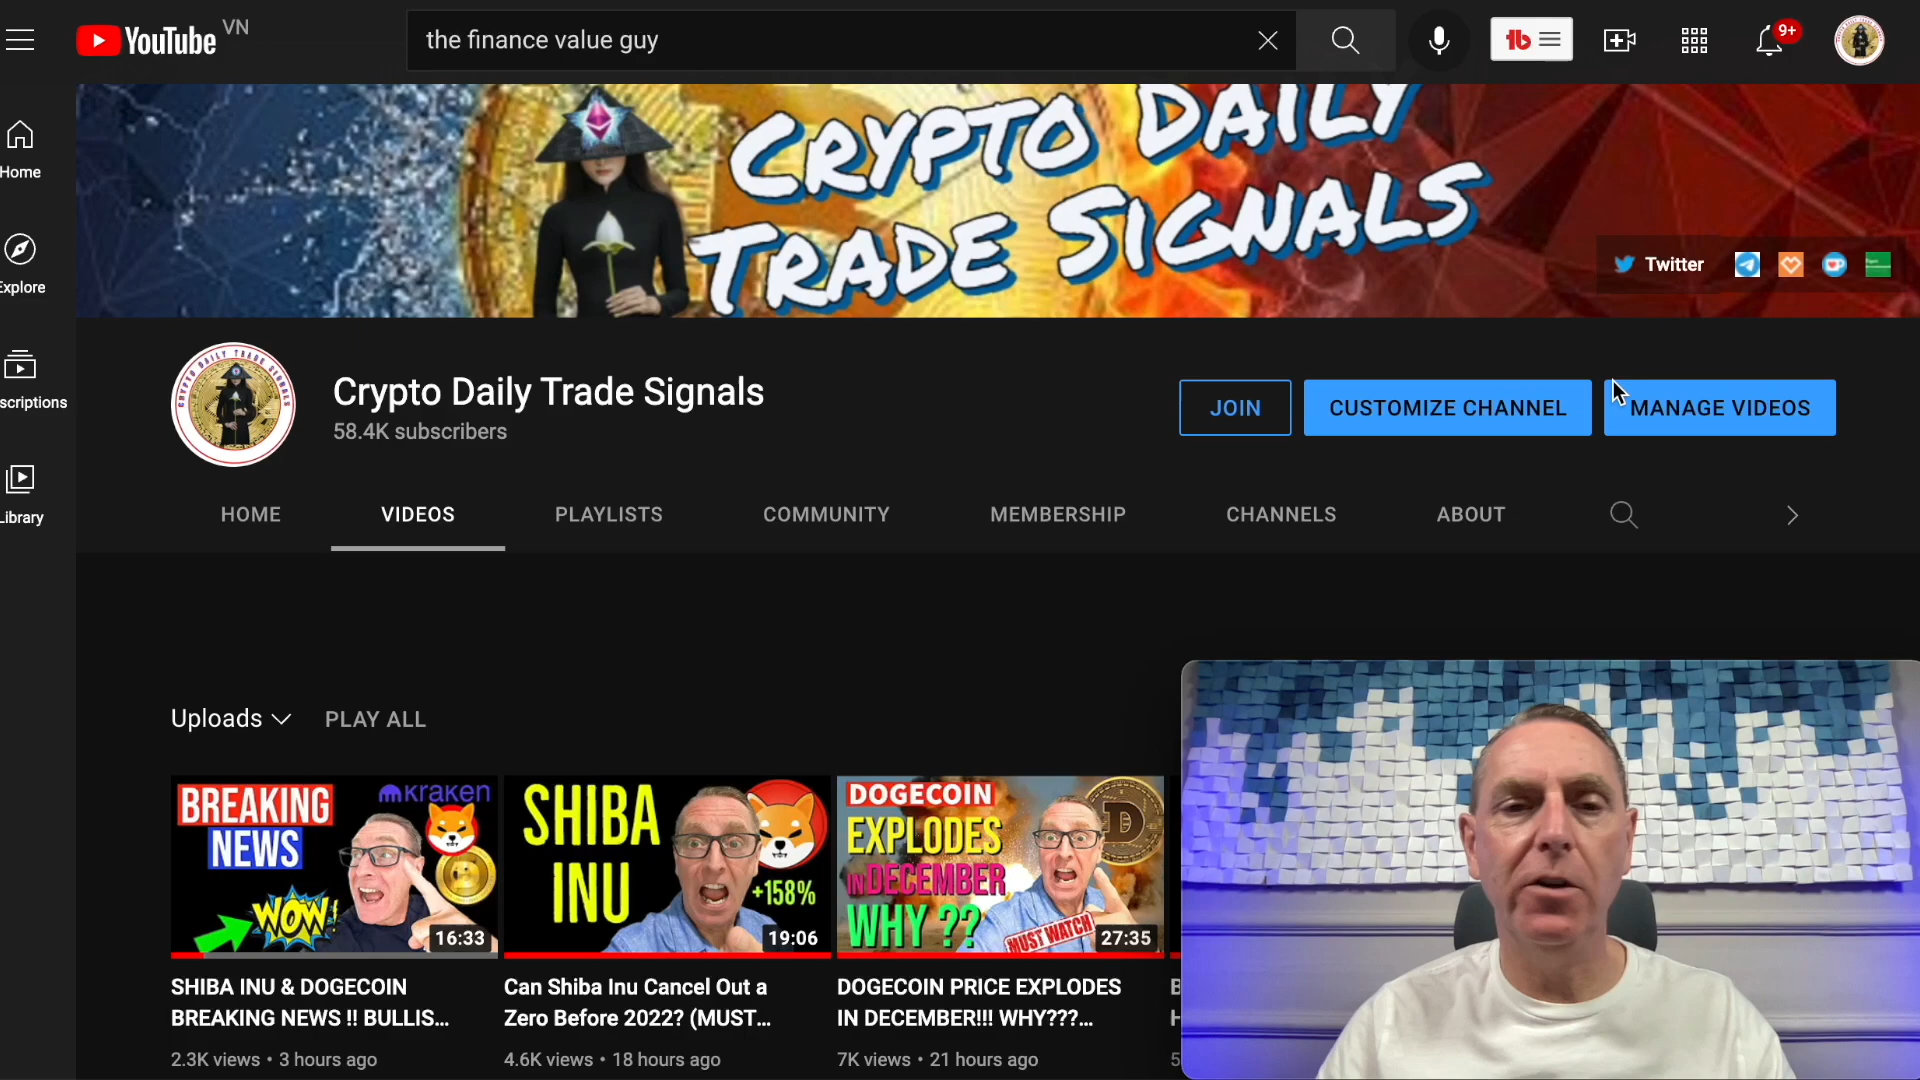 YouTube VN
the finance value guy
9+
Home
Explore
scriptions
Library
CRYPTO DAILY
TRADE SIGNALS
Twitter
CRYPTO DAILY TRADE SIGNALS
Crypto Daily Trade Signals
58.4K subscribers
JOIN
CUSTOMIZE CHANNEL
MANAGE VIDEOS
HOME
VIDEOS
PLAYLISTS
COMMUNITY
MEMBERSHIP
CHANNELS
ABOUT
Uploads
PLAY ALL
BREAKING
NEWS
kraken
WOW!
16:33
SHIBA
INU
+158%
19:06
DOGECOIN
EXPLODES
IN DECEMBER
WHY ??
MUST WATCH
27:35
SHIBA INU & DOGECOIN
BREAKING NEWS !! BULLIS...
2.3K views • 3 hours ago
Can Shiba Inu Cancel Out a
Zero Before 2022? (MUST...
4.6K views • 18 hours ago
DOGECOIN PRICE EXPLODES
IN DECEMBER!!! WHY???...
7K views • 21 hours ago